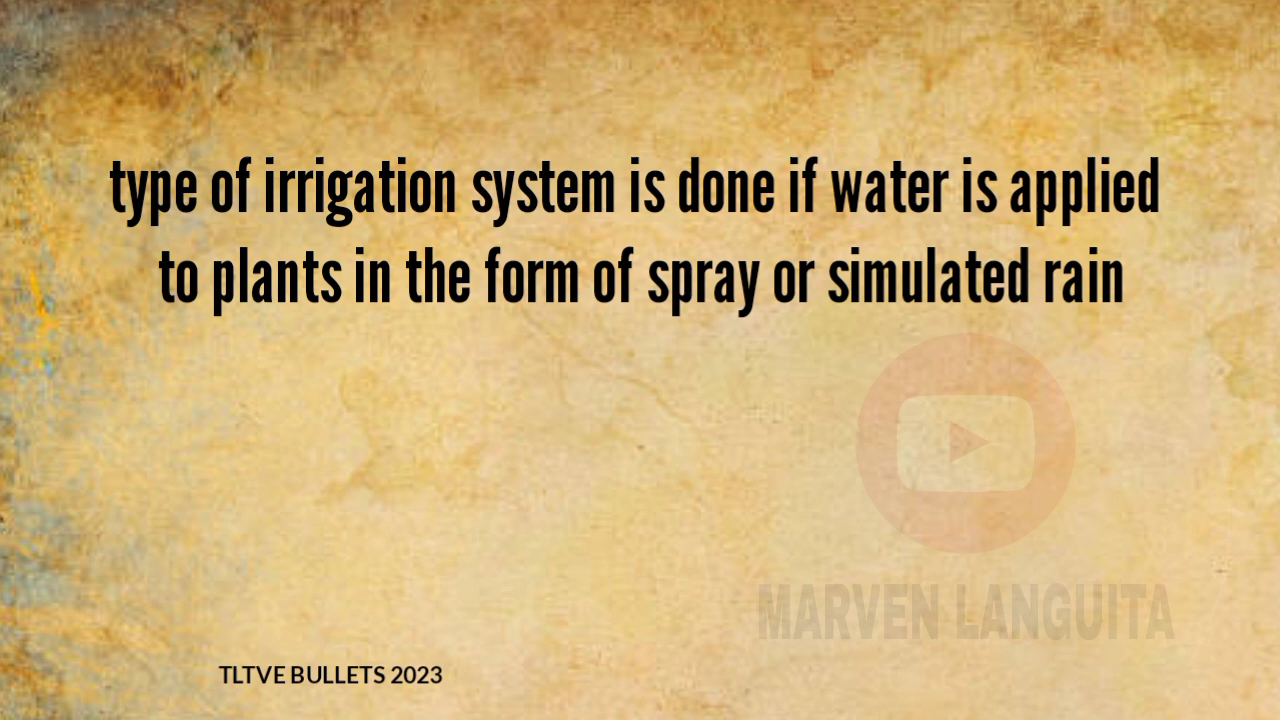 type of irrigation system is done if water is applied
to plants in the form of spray or simulated rain
MARVEN LANGUITA
TLTVE BULLETS 2023